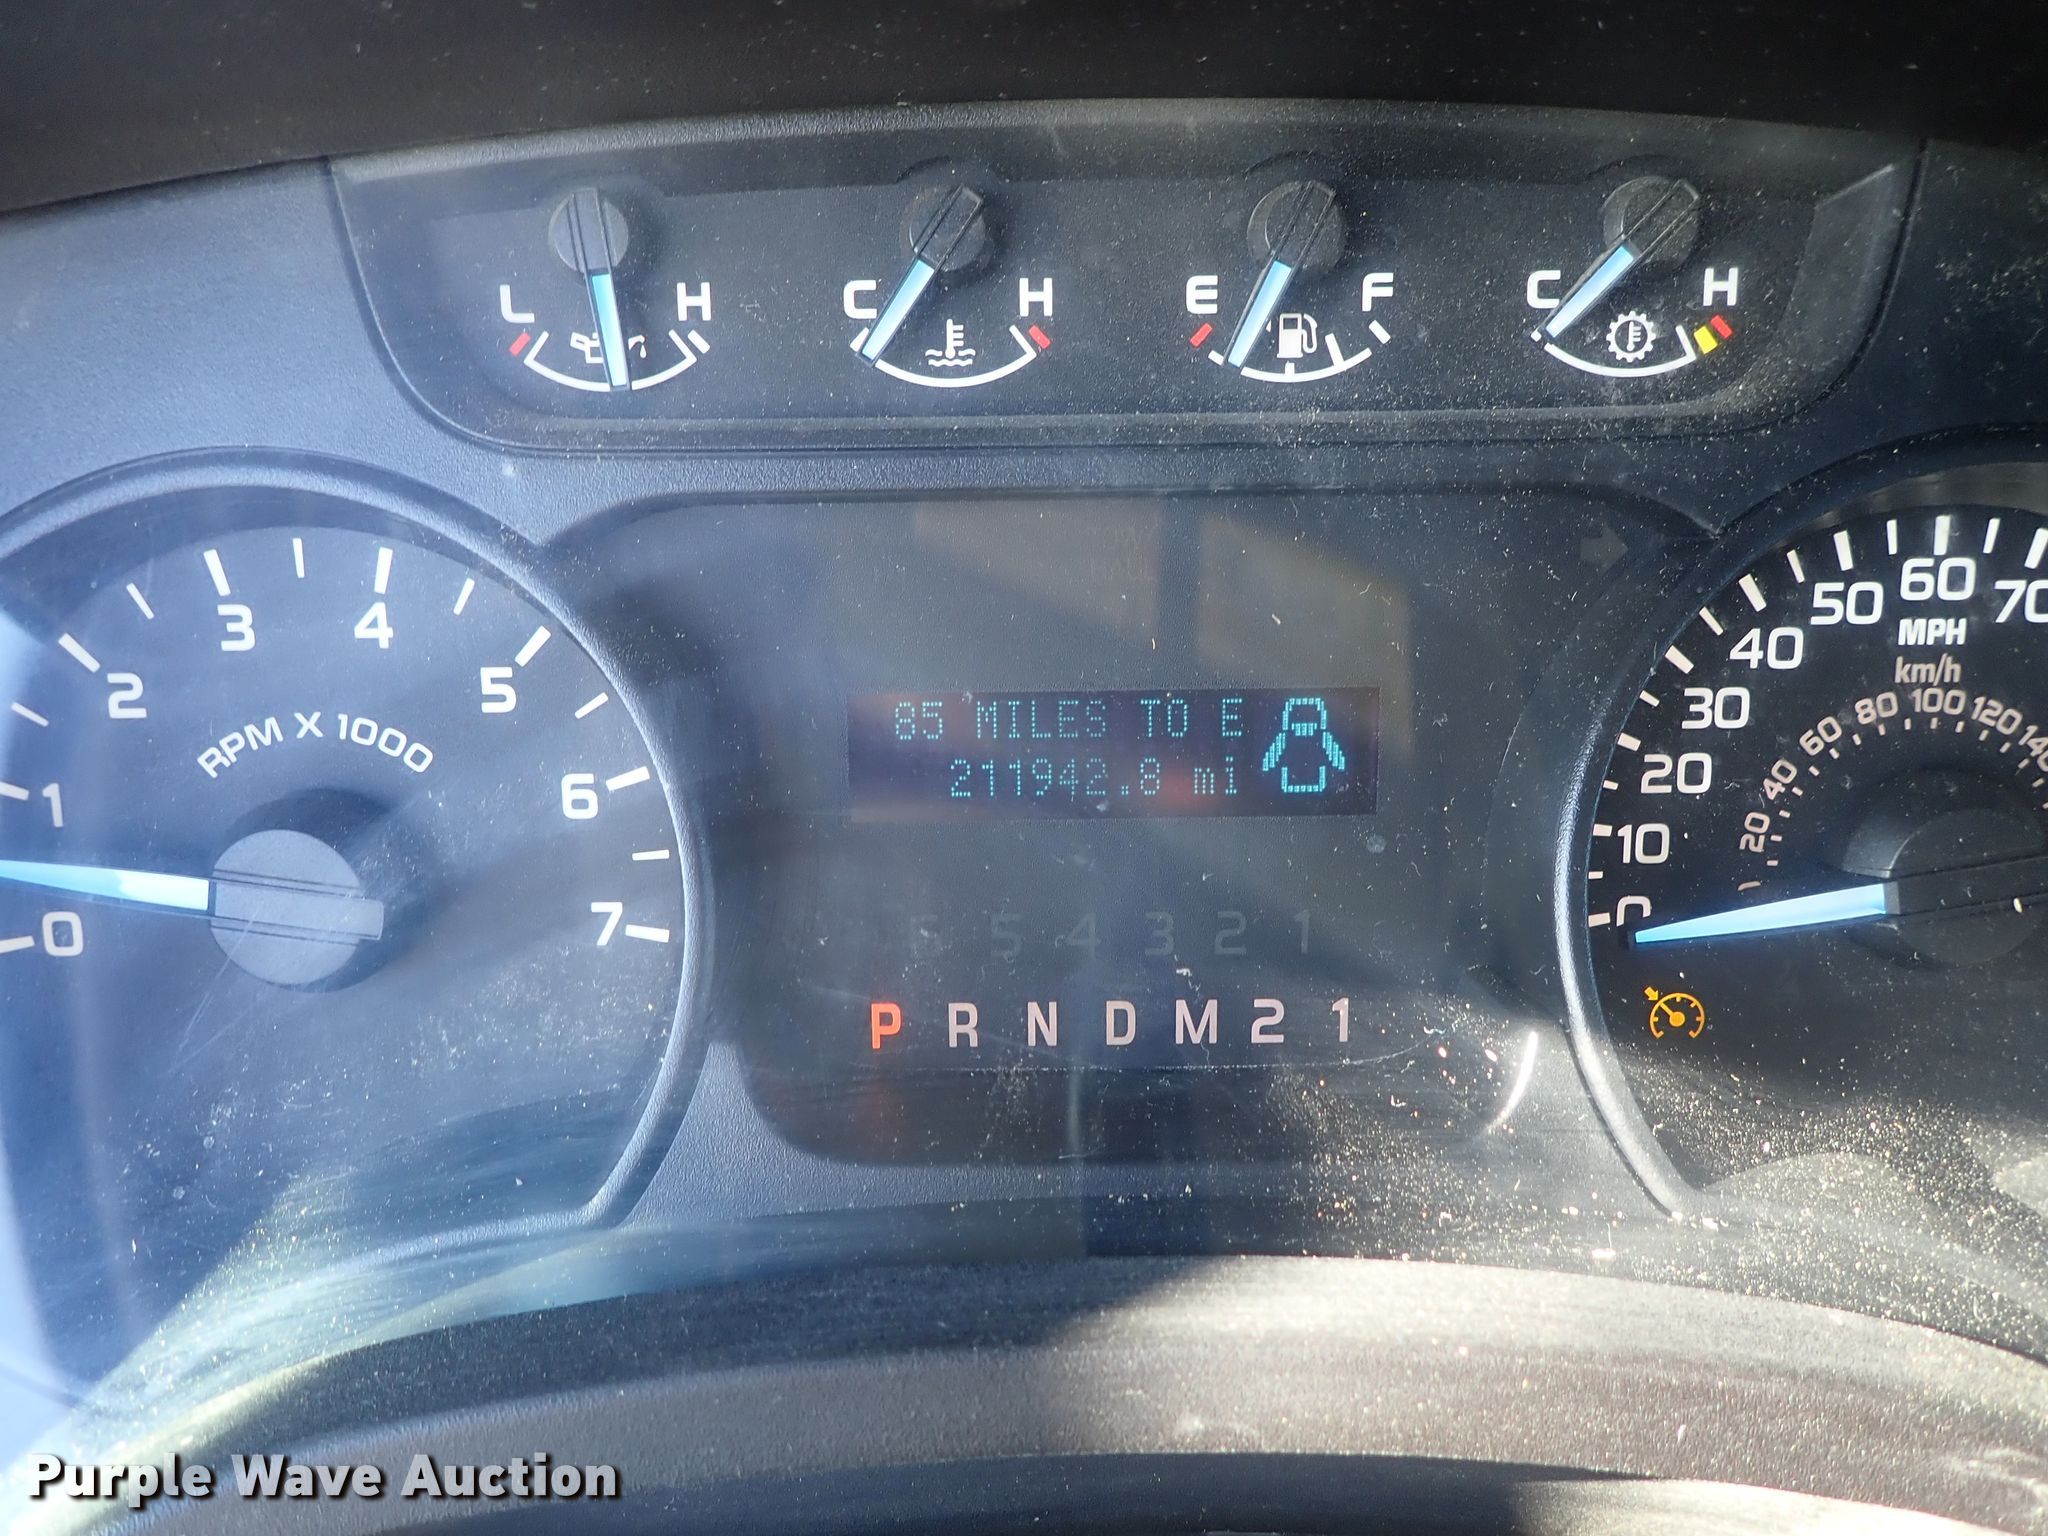 L H
C H
E F
C H
TOW
HAUL
0 1 2 3 4 5 6 7
RPM X 1000
85 MILES TO E
211942.8 mi
6 5 4 3 2 1
P R N D M 2 1
0 10 20 30 40 50 60 70
MPH
km/h
20 40 60 80 100 120 140
Purple Wave Auction